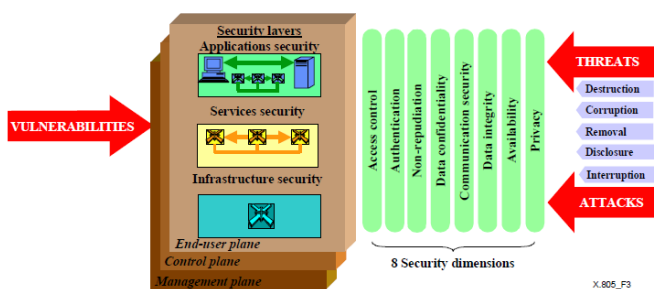 Security layers
Applications security
Services security
Infrastructure security
End-user plane
Control plane
Management plane
VULNERABILITIES
Access control
Authentication
Non-repudiation
Data confidentiality
Communication security
Data integrity
Availability
Privacy
8 Security dimensions
THREATS
Destruction
Corruption
Removal
Disclosure
Interruption
ATTACKS
X.805_F3